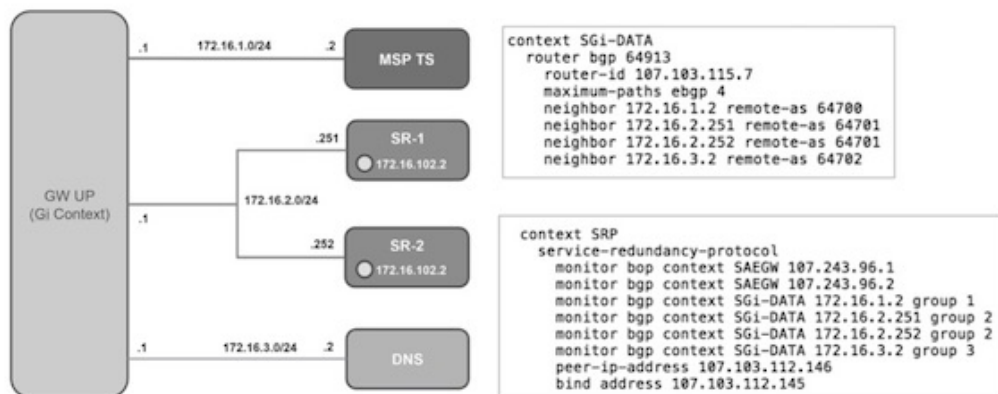 GW UP
(Gi Context)
.1
172.16.1.0/24
.2
MSP TS
.251
SR-1
172.16.102.2
.1
172.16.2.0/24
.252
SR-2
172.16.102.2
.1
172.16.3.0/24
.2
DNS
context SGi-DATA
router bgp 64913
router-id 107.103.115.7
maximum-paths ebgp 4
neighbor 172.16.1.2 remote-as 64700
neighbor 172.16.2.251 remote-as 64701
neighbor 172.16.2.252 remote-as 64701
neighbor 172.16.3.2 remote-as 64702
context SRP
service-redundancy-protocol
monitor bop context SAEGW 107.243.96.1
monitor bgp context SAEGW 107.243.96.2
monitor bgp context SGi-DATA 172.16.1.2 group 1
monitor bgp context SGi-DATA 172.16.2.251 group 2
monitor bgp context SGi-DATA 172.16.2.252 group 2
monitor bgp context SGi-DATA 172.16.3.2 group 3
peer-ip-address 107.103.112.146
bind address 107.103.112.145